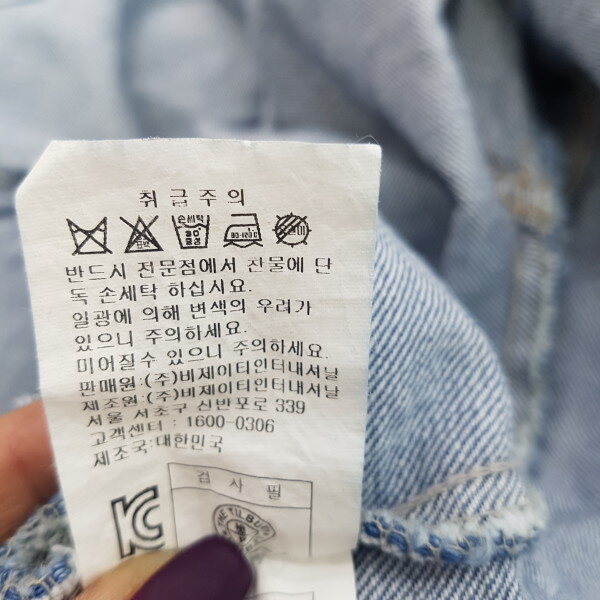 취급주의
손세탁
반드시 전문점에서 찬물에 단
독 손세탁 하십시요.
일광에 의해 변색의 우려가
있으니 주의하세요.
미어질수 있으니 주의하세요.
판매원:(주)비제이티인터내셔날
제조원:(주)비제이티인터내셔날
서울 서초구 신반포로 339
고객센터:1600-0306
제조국:대한민국
검사필
THE TILBURY